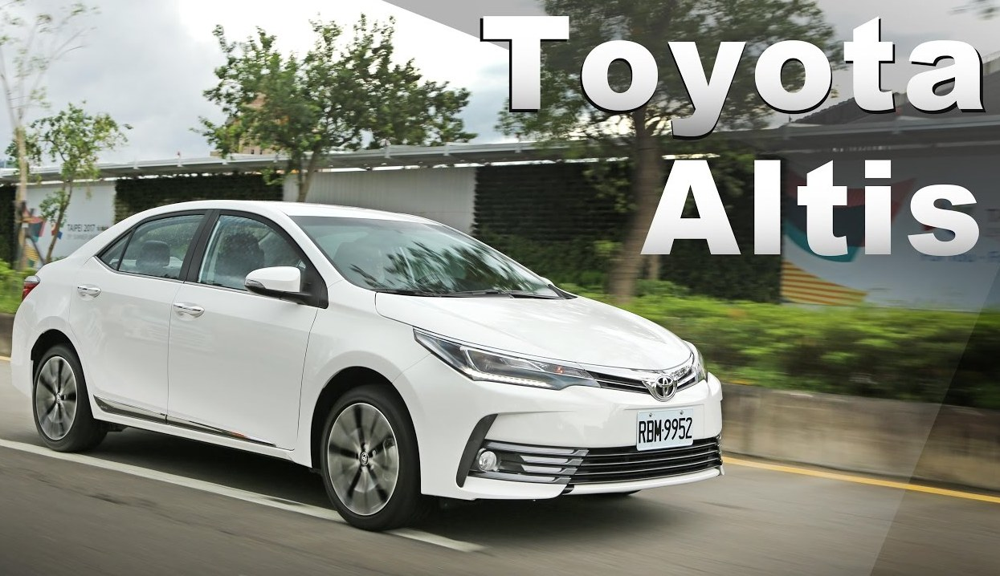 Toyota
Altis
TAIPEI 2017
RBM-9952